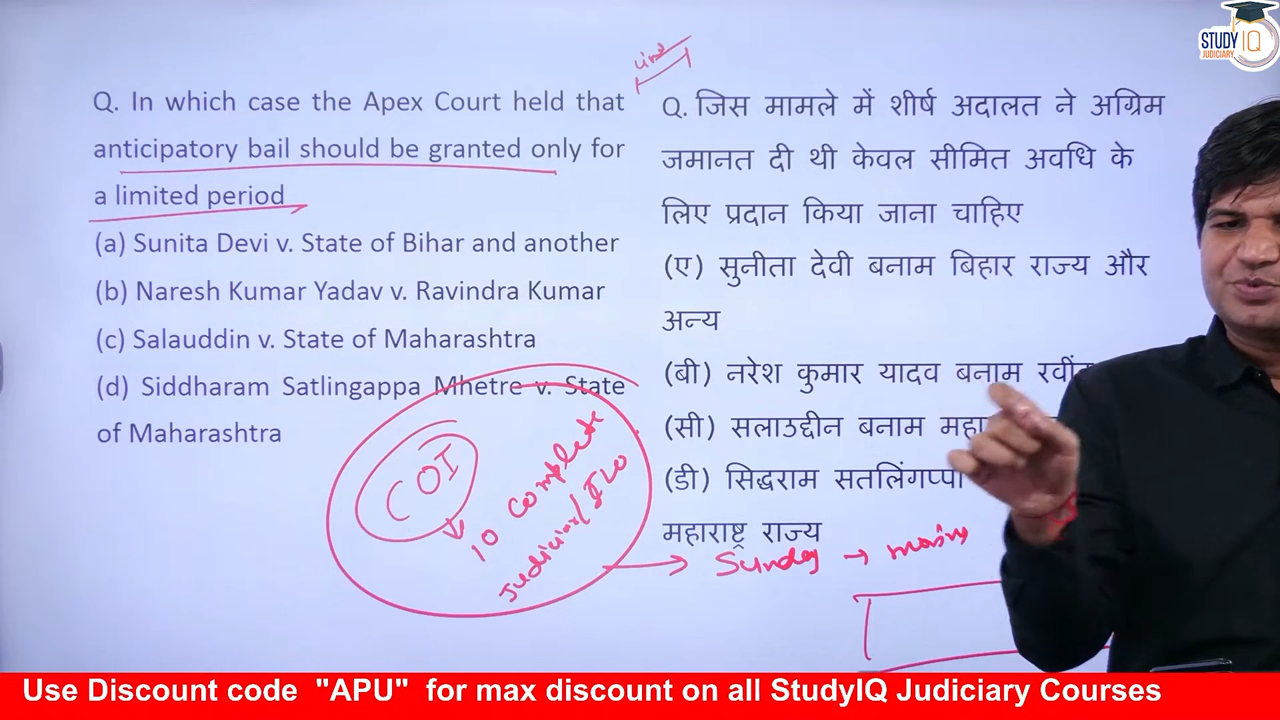 STUDY IQ
JUDICIARY
Q. In which case the Apex Court held that
anticipatory bail should be granted only for
a limited period
(a) Sunita Devi v. State of Bihar and another
(b) Naresh Kumar Yadav v. Ravindra Kumar
(c) Salauddin v. State of Maharashtra
(d) Siddharam Satlingappa Mhetre v. State
of Maharashtra
Q. जिस मामले में शीर्ष अदालत ने अग्रिम
जमानत दी थी केवल सीमित अवधि के
लिए प्रदान किया जाना चाहिए
(ए) सुनीता देवी बनाम बिहार राज्य और
अन्य
(बी) नरेश कुमार यादव बनाम
(सी) सलाउद्दीन बनाम
(डी) सिद्धराम सतलिंगप्पा
महाराष्ट्र राज्य
COI
10 complete
Sunday →
Use Discount code "APU" for max discount on all StudyIQ Judiciary Courses